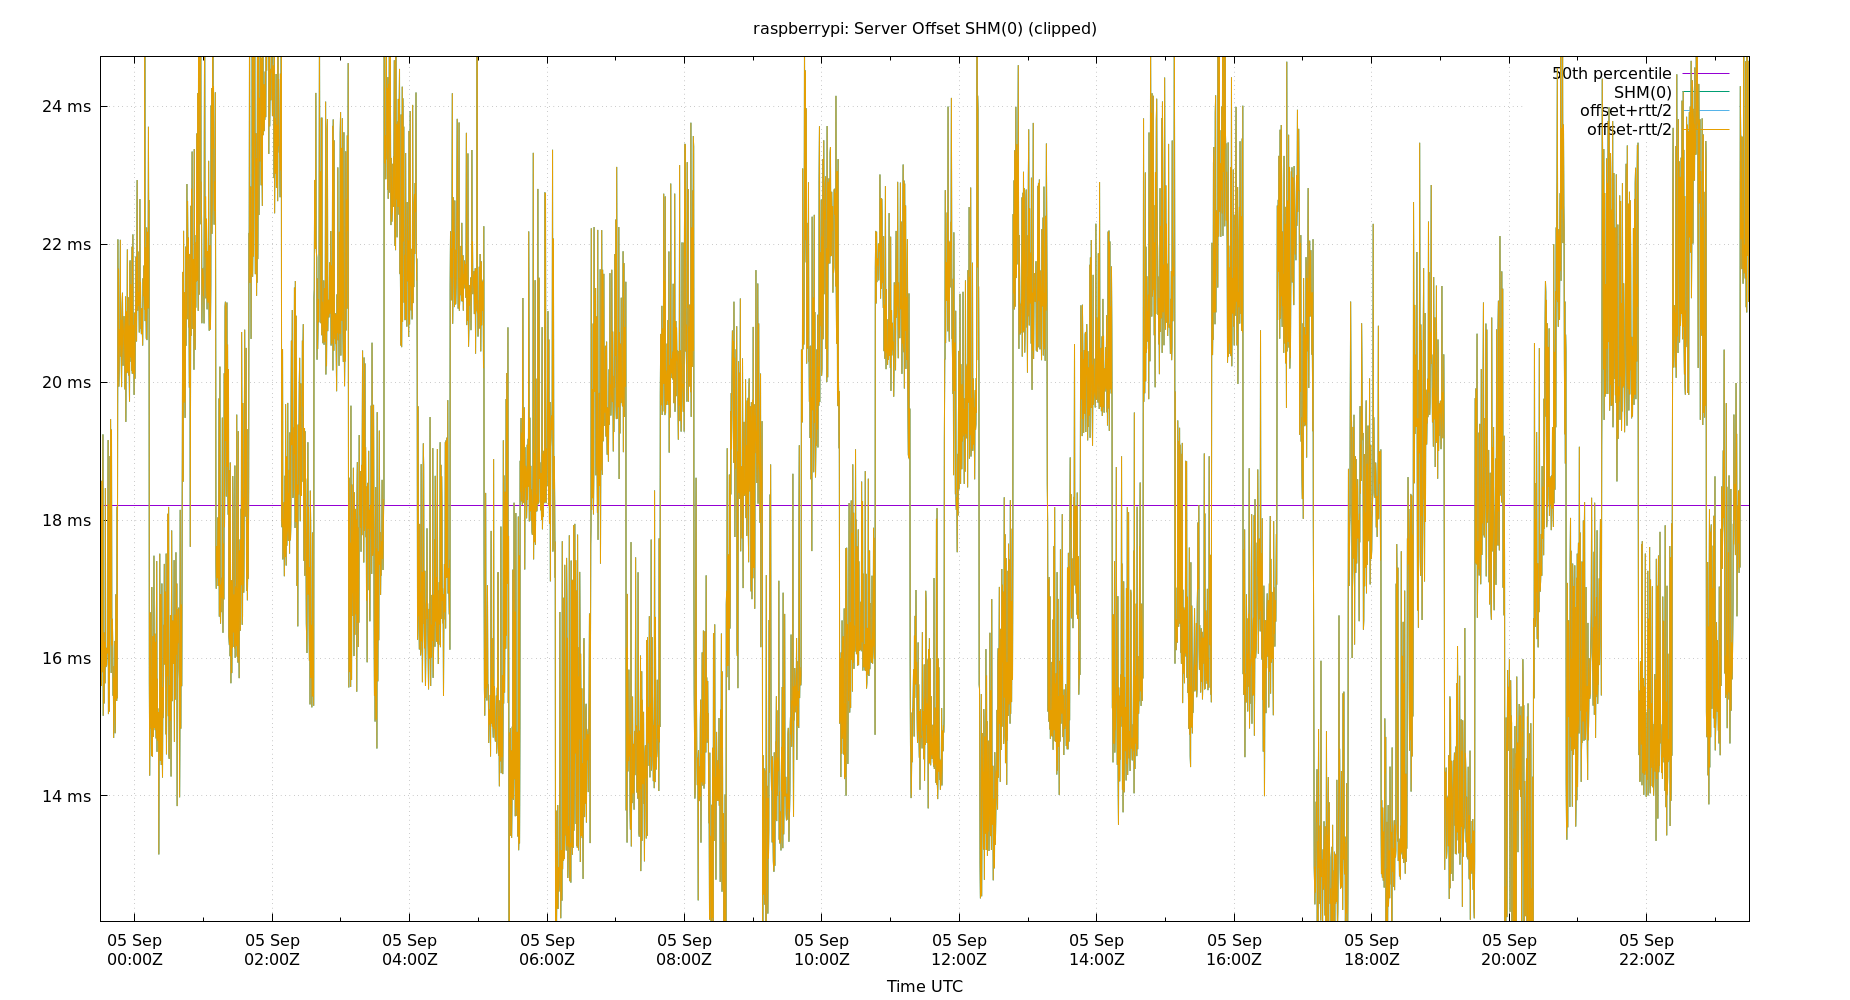 raspberrypi: Server Offset SHM(0) (clipped)
50th percentile
SHM(0)
offset+rtt/2
offset-rtt/2
24 ms
22 ms
20 ms
18 ms
16 ms
14 ms
05 Sep 05 Sep 05 Sep 05 Sep 05 Sep 05 Sep 05 Sep 05 Sep 05 Sep 05 Sep 05 Sep 05 Sep
00:00Z 02:00Z 04:00Z 06:00Z 08:00Z 10:00Z 12:00Z 14:00Z 16:00Z 18:00Z 20:00Z 22:00Z
Time UTC